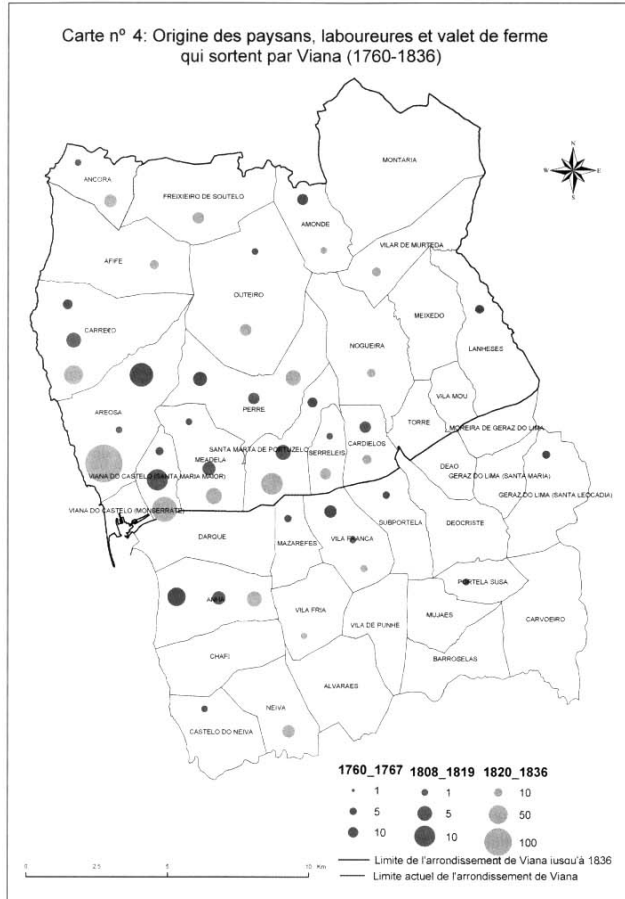 Carte nº 4: Origine des paysans, laboureures et valet de ferme
qui sortent par Viana (1760-1836)
MONTARIA
N
W E
S
ANCORA
FREIXIEIRO DE SOUTELO
AMONDE
VILAR DE MURTEDA
AFIFE
OUTEIRO
MEIXEDO
CARREÇO
NOGUEIRA
LANHESES
VILA MOU
AREOSA
PERRE
TORRE
MOREIRA DE GERAZ DO LIMA
SANTA MARTA DE PORTUZELO
CARDIELOS
MEADELA
SERRELEIS
DEAO
VIANA DO CASTELO (SANTA MARIA MAIOR)
GERAZ DO LIMA (SANTA MARIA)
GERAZ DO LIMA (SANTA LEOCADIA)
VIANA DO CASTELO (MONSERRATE)
SUBPORTELA
DEOCRISTE
DARQUE
MAZAREFES
VILA FRANCA
PORTELA SUSA
ANHA
VILA FRIA
MUJAES
CARVOEIRO
VILA DE PUNHE
CHAFE
BARROSELAS
ALVARAES
NEIVA
CASTELO DO NEIVA
1760_1767 1808_1819 1820_1836
1 1 10
5 5 50
10 10 100
0 2.5 5 10 Km
Limite de l'arrondissement de Viana jusqu'à 1836
Limite actuel de l'arrondissement de Viana